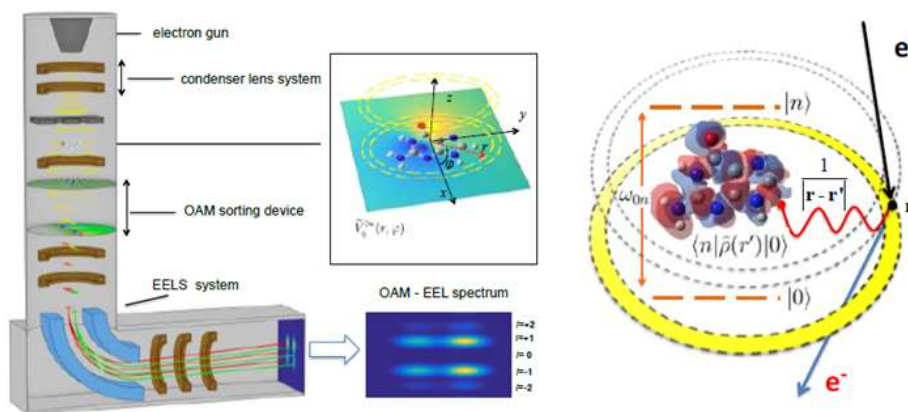 electron gun
condenser lens system
OAM sorting device
EELS system
z
y
r
φ
x
OAM - EEL spectrum
l=+2
l=+1
l= 0
l=-1
l=-2
e
|n⟩
ω₀ₙ
1
|r - r'|
r
⟨n|ρ̂(r')|0⟩
|0⟩
e⁻